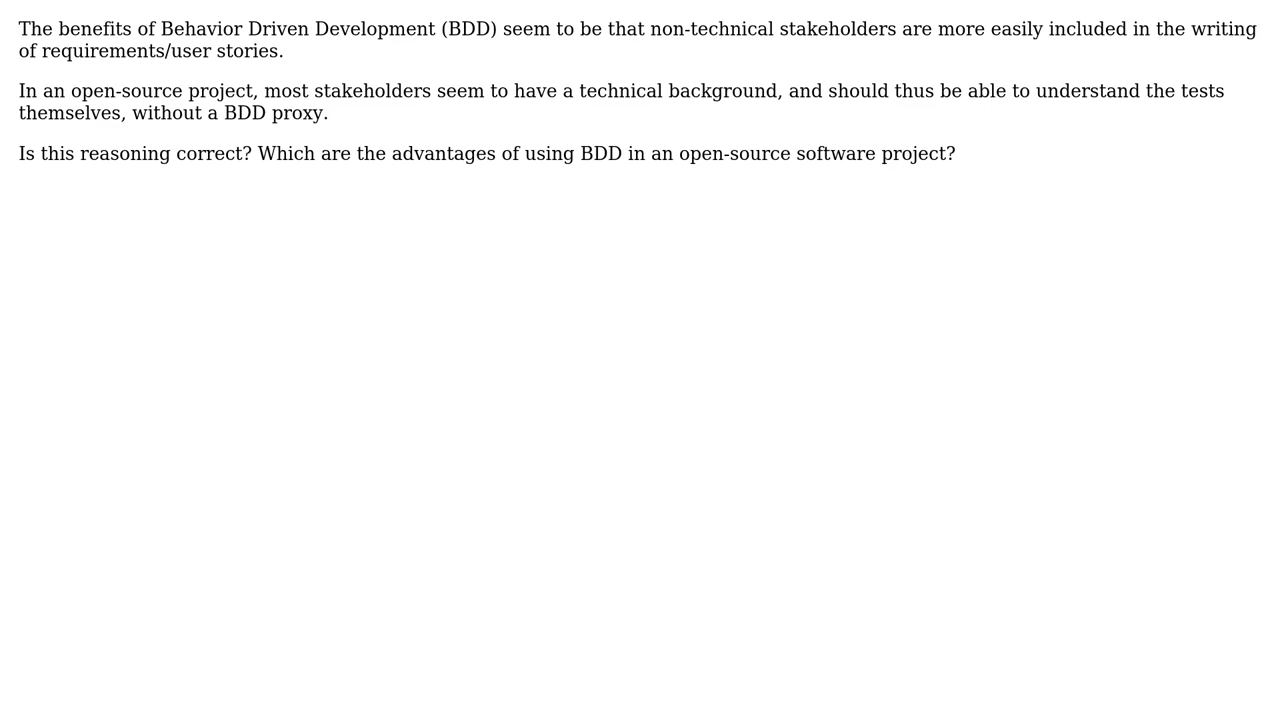 The benefits of Behavior Driven Development (BDD) seem to be that non-technical stakeholders are more easily included in the writing
of requirements/user stories.
In an open-source project, most stakeholders seem to have a technical background, and should thus be able to understand the tests
themselves, without a BDD proxy.
Is this reasoning correct? Which are the advantages of using BDD in an open-source software project?